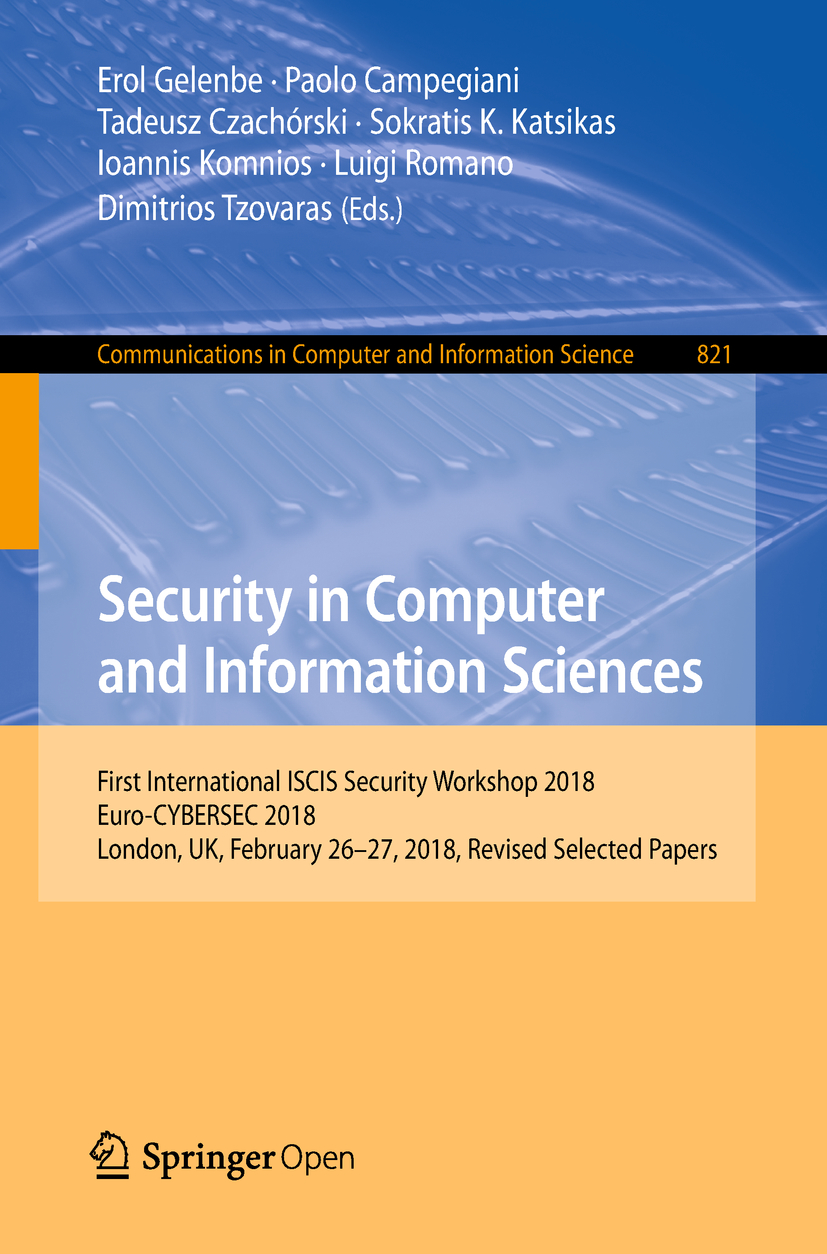 Erol Gelenbe · Paolo Campegiani
Tadeusz Czachórski · Sokratis K. Katsikas
Ioannis Komnios · Luigi Romano
Dimitrios Tzovaras (Eds.)
Communications in Computer and Information Science 821
Security in Computer
and Information Sciences
First International ISCIS Security Workshop 2018
Euro-CYBERSEC 2018
London, UK, February 26–27, 2018, Revised Selected Papers
Springer Open